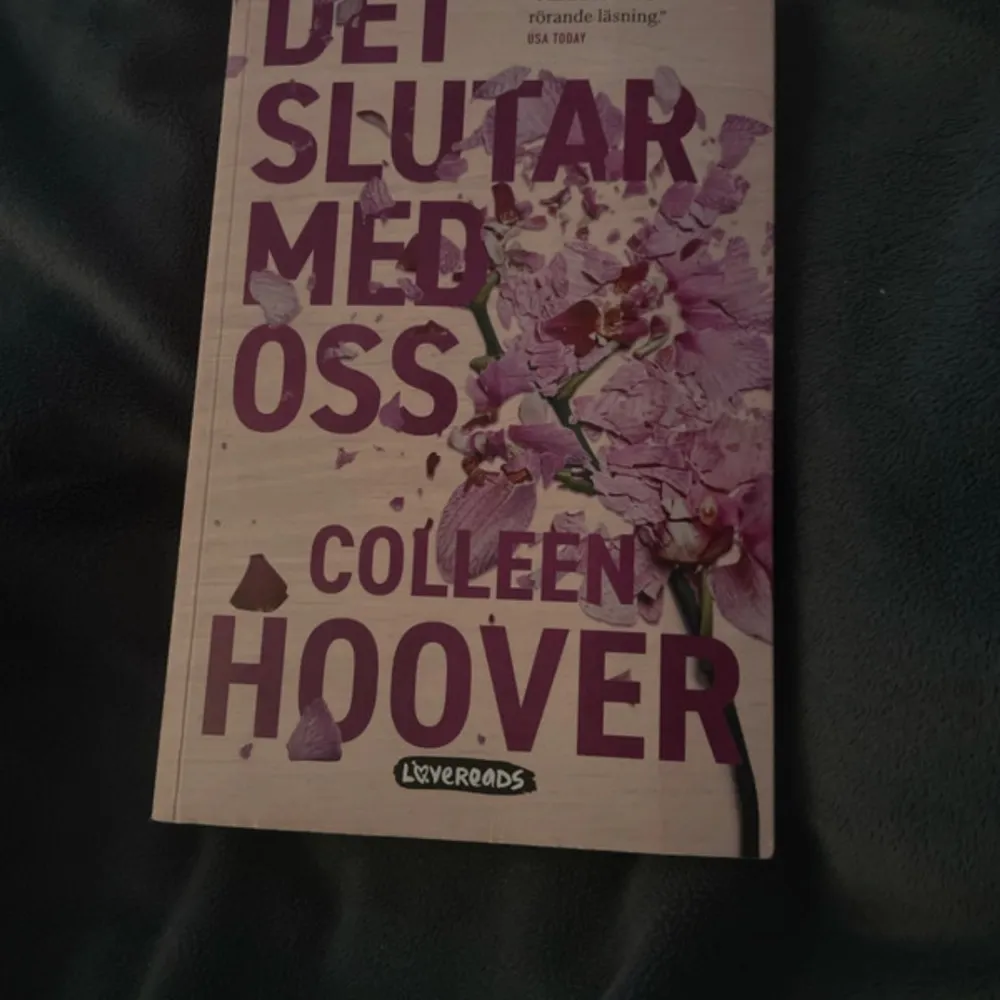 rörande läsning."
USA TODAY
DET
SLUTAR
MED
OSS
COLLEEN
HOOVER
LOVEREADS